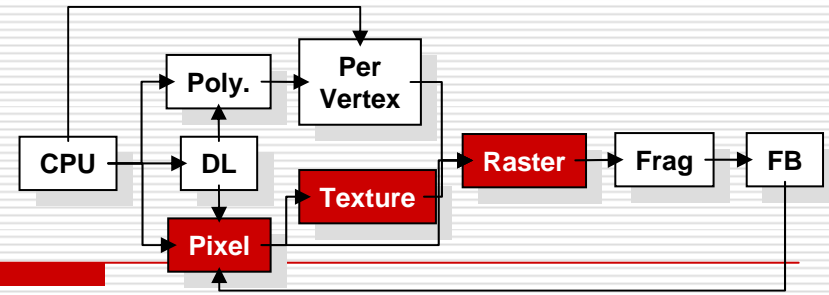 Poly.
Per
Vertex
CPU
DL
Raster
Frag
FB
Texture
Pixel